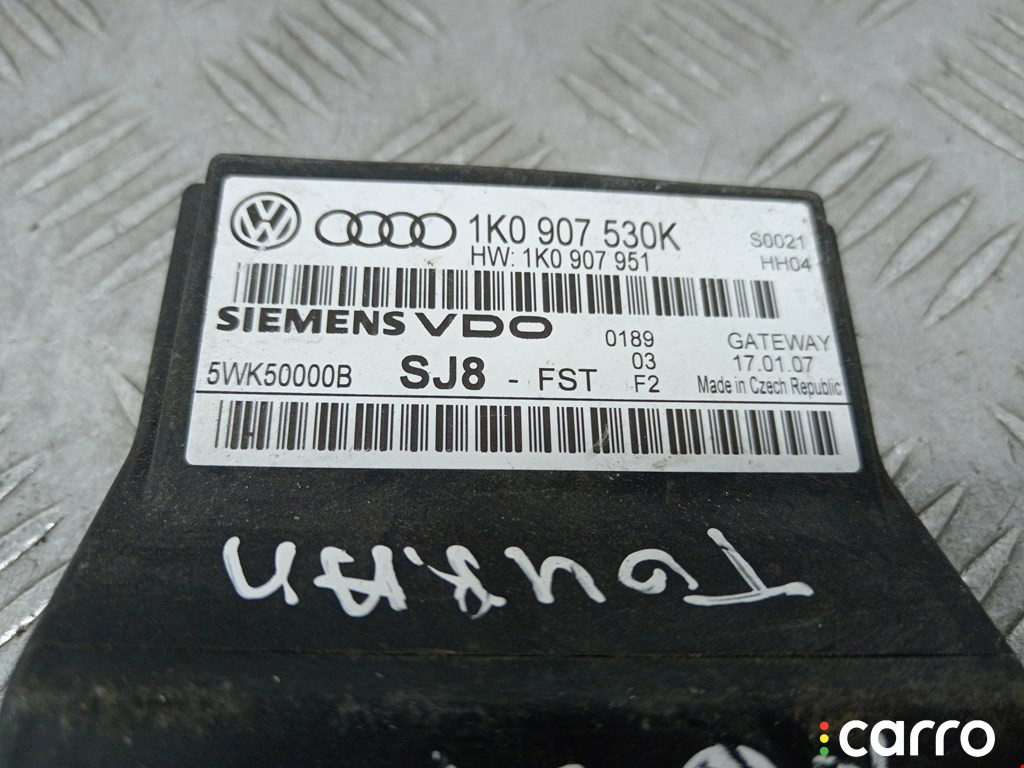 1K0 907 530K S0021
HW: 1K0 907 951 HH04
SIEMENS VDO 0189 GATEWAY
03 17.01.07
5WK50000B SJ8 - FST F2 Made in Czech Republic
carro